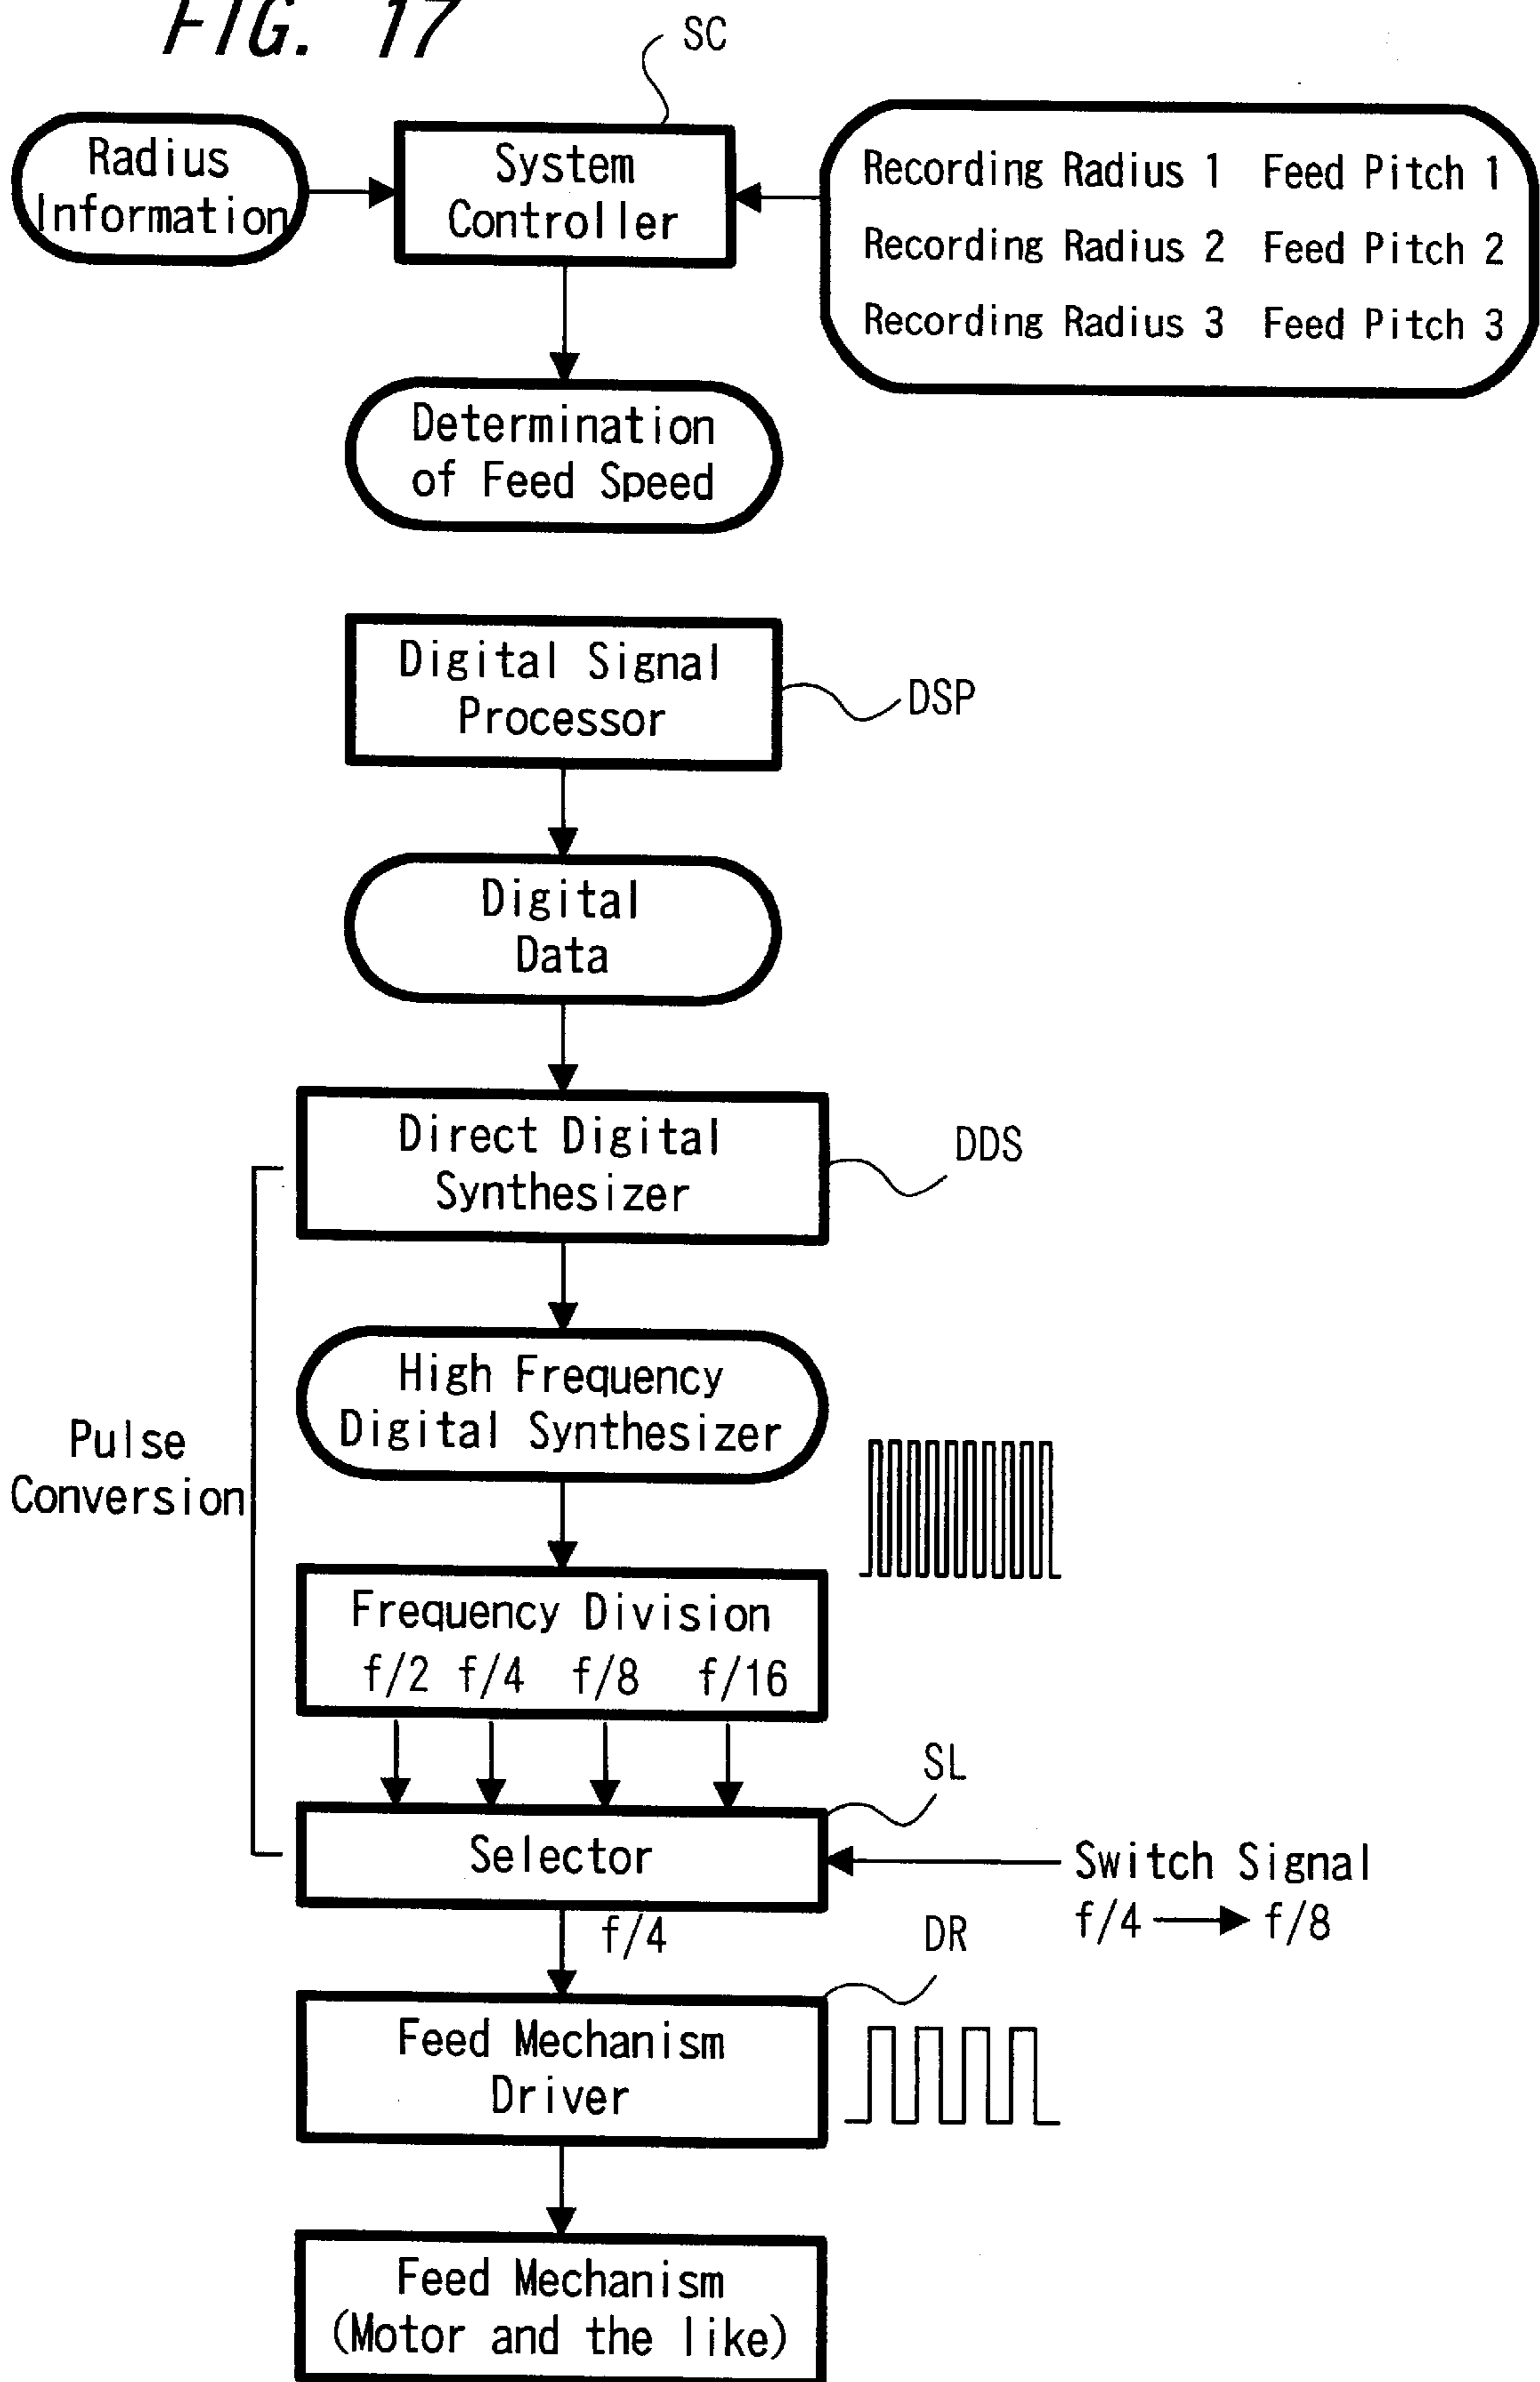 FIG. 17
SC
Radius
Information
System
Controller
Recording Radius 1 Feed Pitch 1
Recording Radius 2 Feed Pitch 2
Recording Radius 3 Feed Pitch 3
Determination
of Feed Speed
Digital Signal
Processor
DSP
Digital
Data
Direct Digital
Synthesizer
DDS
High Frequency
Digital Synthesizer
Pulse
Conversion
Frequency Division
f/2 f/4 f/8 f/16
SL
Selector
Switch Signal
f/4 → f/8
f/4
DR
Feed Mechanism
Driver
Feed Mechanism
(Motor and the like)